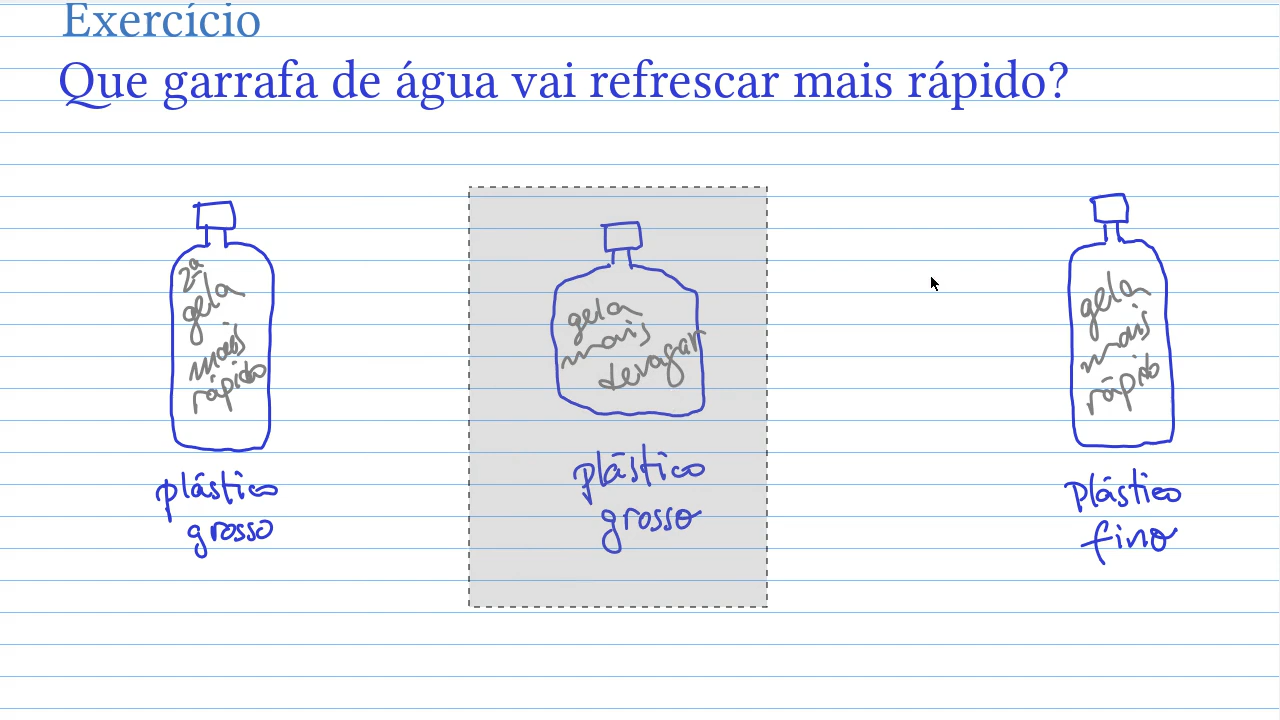 Exercício
Que garrafa de água vai refrescar mais rápido?
2ª
gela
mais
rápido
plástico
grosso
gela
mais
devagar
plástico
grosso
gela
mais
rápido
plástico
fino